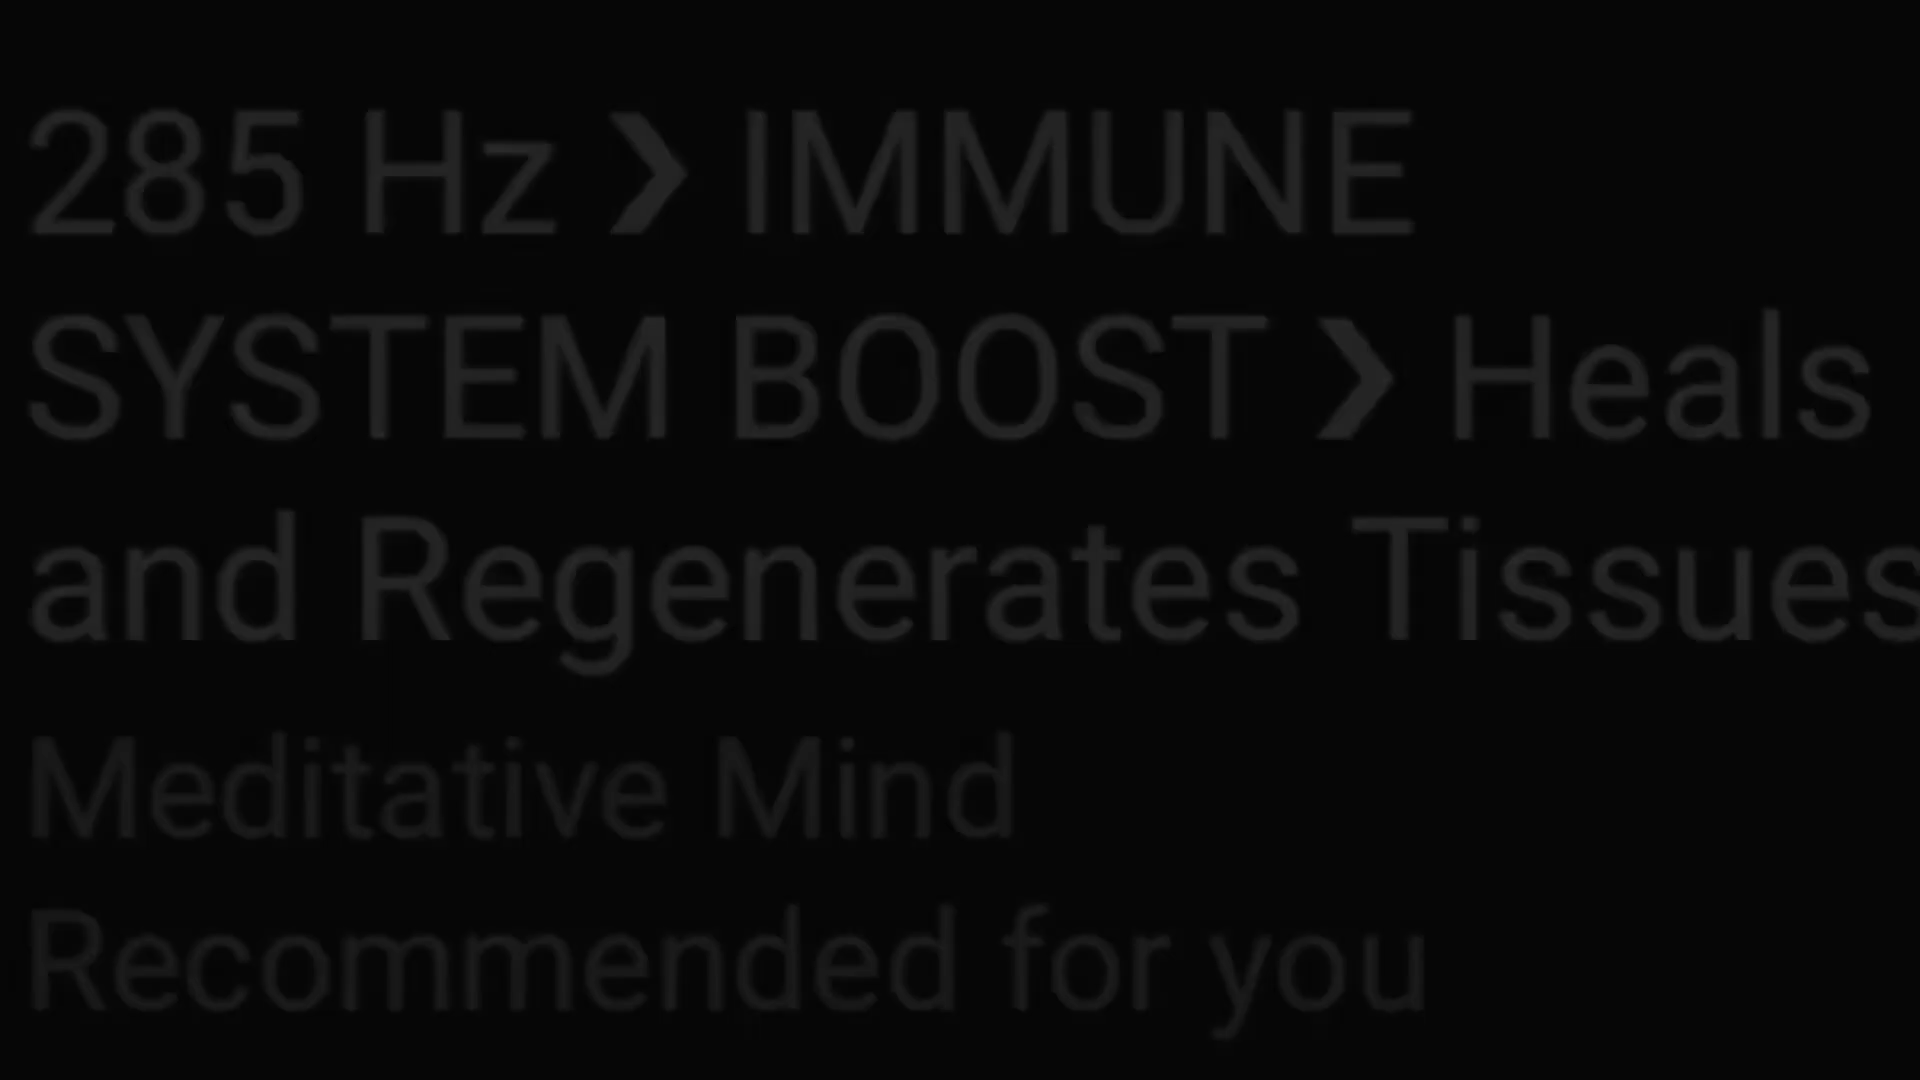 285 Hz ❯ IMMUNE
SYSTEM BOOST ❯ Heals
and Regenerates Tissues
Meditative Mind
Recommended for you